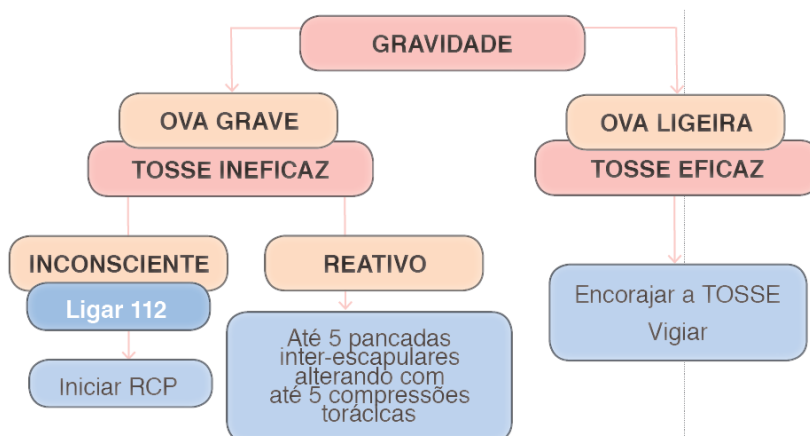 GRAVIDADE
OVA GRAVE
TOSSE INEFICAZ
OVA LIGEIRA
TOSSE EFICAZ
INCONSCIENTE
Ligar 112
Iniciar RCP
REATIVO
Até 5 pancadas
inter-escapulares
alterando com
até 5 compressões
torácicas
Encorajar a TOSSE
Vigiar